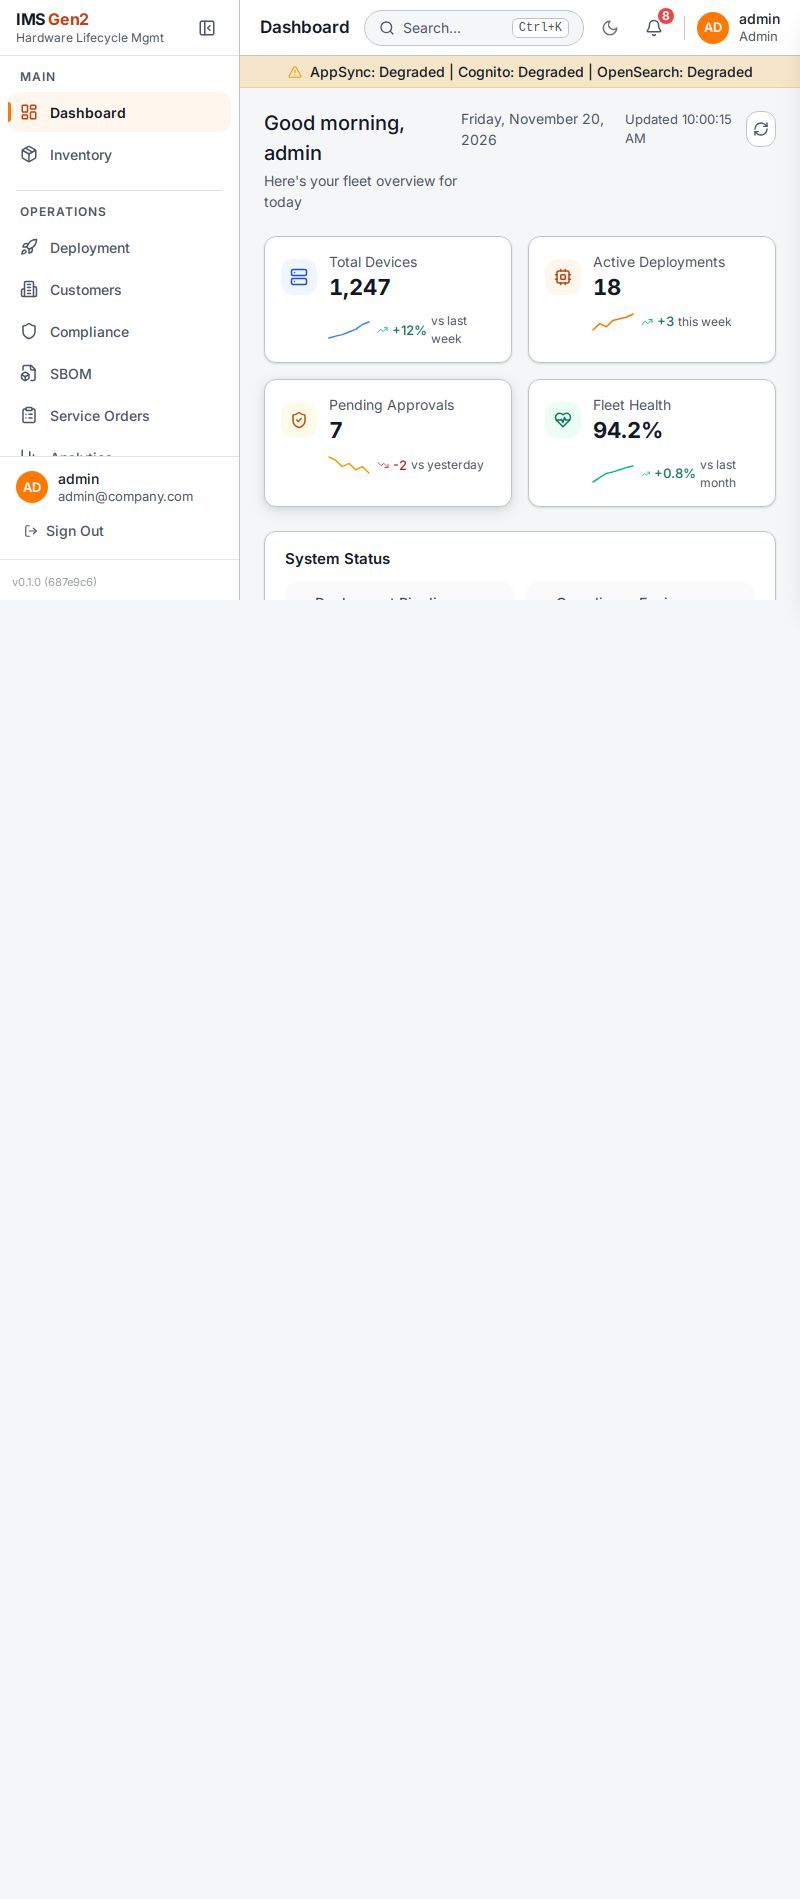 IMS Gen2
Hardware Lifecycle Mgmt
MAIN
Dashboard
Inventory
OPERATIONS
Deployment
Customers
Compliance
SBOM
Service Orders
AD
admin
admin@company.com
Sign Out
v0.1.0 (687e9c6)
Dashboard
Search...
Ctrl+K
8
AD
admin
Admin
AppSync: Degraded | Cognito: Degraded | OpenSearch: Degraded
Good morning,
admin
Here's your fleet overview for
today
Friday, November 20,
2026
Updated 10:00:15
AM
Total Devices
1,247
+12% vs last
week
Active Deployments
18
+3 this week
Pending Approvals
7
-2 vs yesterday
Fleet Health
94.2%
+0.8% vs last
month
System Status